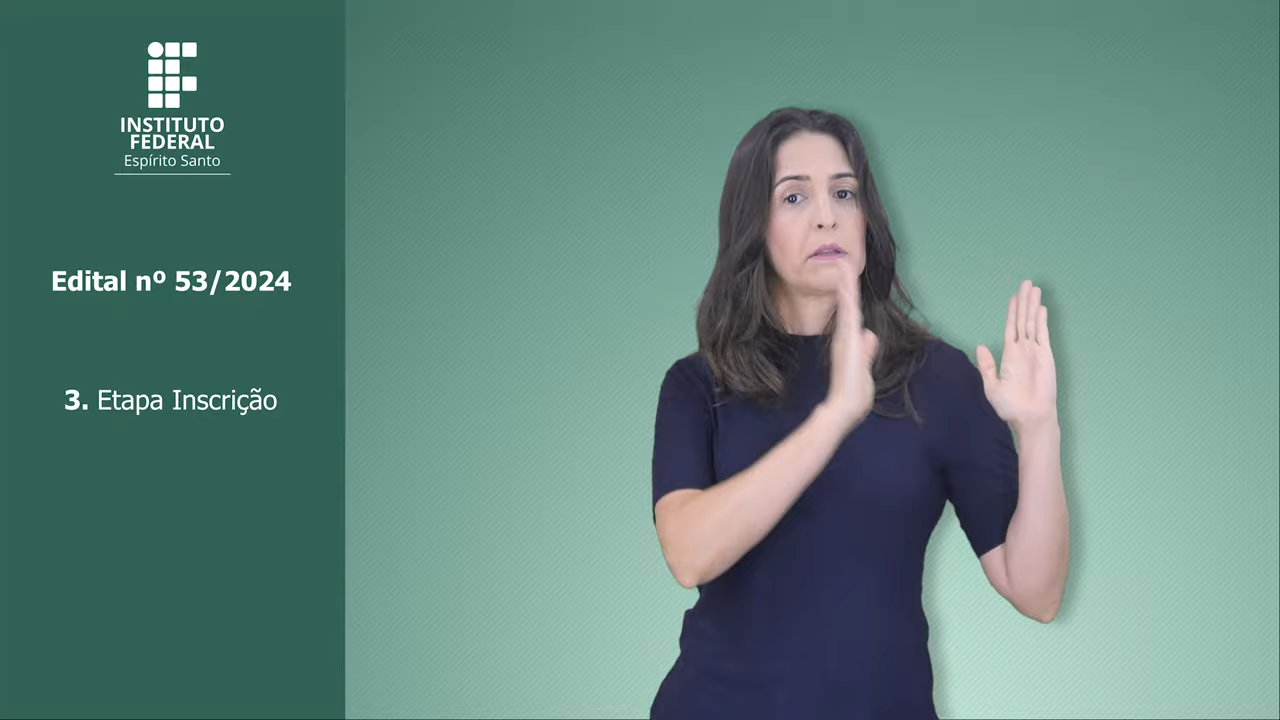 INSTITUTO
FEDERAL
Espírito Santo
Edital nº 53/2024
3. Etapa Inscrição